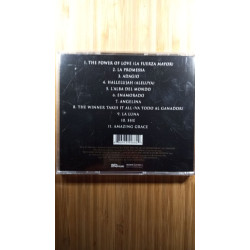 1. THE POWER OF LOVE (LA FUERZA MAYOR)
2. LA PROMESSA
3. ADAGIO
4. HALLELUJAH (ALELUYA)
5. L'ALBA DEL MONDO
6. ENAMORADO
7. ANGELINA
8. THE WINNER TAKES IT ALL (VA TODO AL GANADOR)
9. LA LUNA
10. SHE
11. AMAZING GRACE